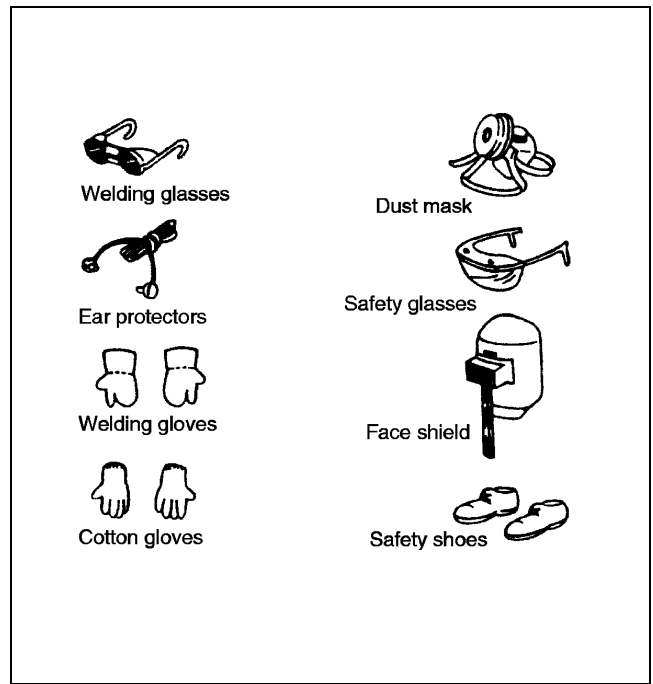 Welding glasses
Dust mask
Ear protectors
Safety glasses
Welding gloves
Face shield
Cotton gloves
Safety shoes